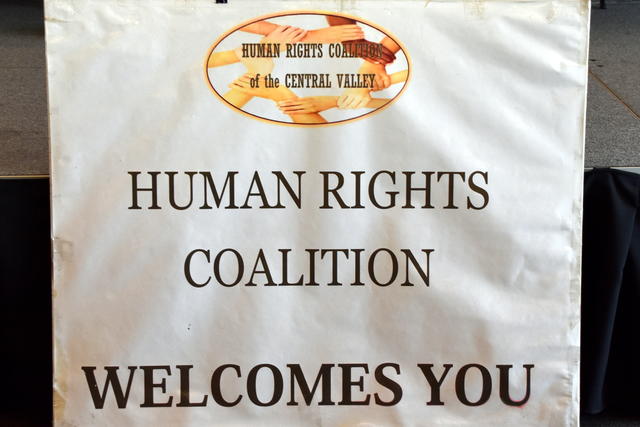 HUMAN RIGHTS COALITION
of the CENTRAL VALLEY
HUMAN RIGHTS
COALITION
WELCOMES YOU